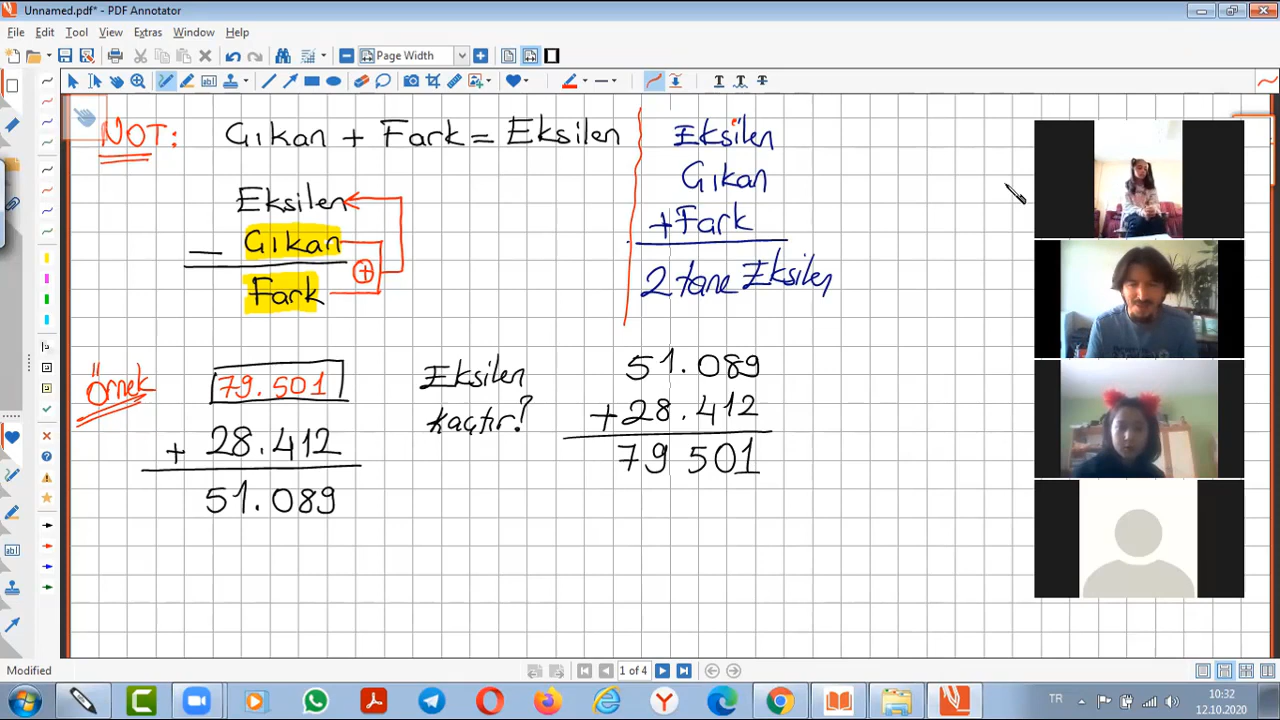 Unnamed.pdf* - PDF Annotator
File Edit Tool View Extras Window Help
Page Width
NOT: Çıkan + Fark = Eksilen
Eksilen
— Çıkan
Fark
+
Eksilen
Çıkan
+ Fark
2 tane Eksilen
Örnek
79.501
+ 28.412
51.089
Eksilen
kaçtır?
51.089
+ 28.412
79 501
Modified
1 of 4
TR
10:32
12.10.2020